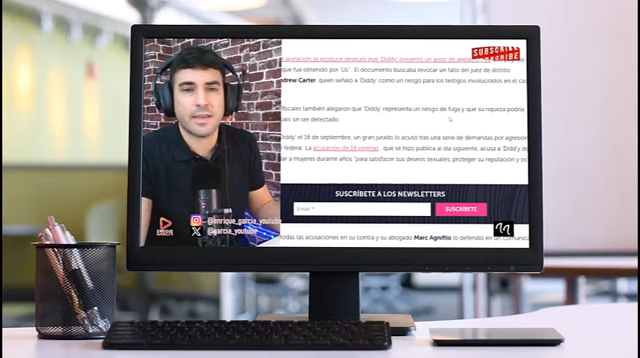 SUBSCRIBE
SUBSCRIBE
apelación se produce después que 'Diddy' presentó un aviso de
que fue obtenido por 'Us'. El documento buscaba revocar un fallo del juez de distrito
ndrew Carter, quien señaló a 'Diddy' como un riesgo para los testigos involucrados en el cas
fiscales también alegaron que 'Diddy' representa un riesgo de fuga y que su riqueza podría
ais sin ser detectado.
Diddy' el 16 de septiembre, un gran jurado lo acusó tras una serie de demandas por agresión
federal. La acusación de 14 páginas, que se hizo pública al día siguiente, acusa a 'Diddy' d
dar a mujeres durante años "para satisfacer sus deseos sexuales, proteger su reputación y oc
SUSCRÍBETE A LOS NEWSLETTERS
Email *
SUSCRÍBETE
@enrique_garcia_youtube
@garcia_youtube
todas las acusaciones en su contra y su abogado Marc Agnifilo lo defendió en un comunica